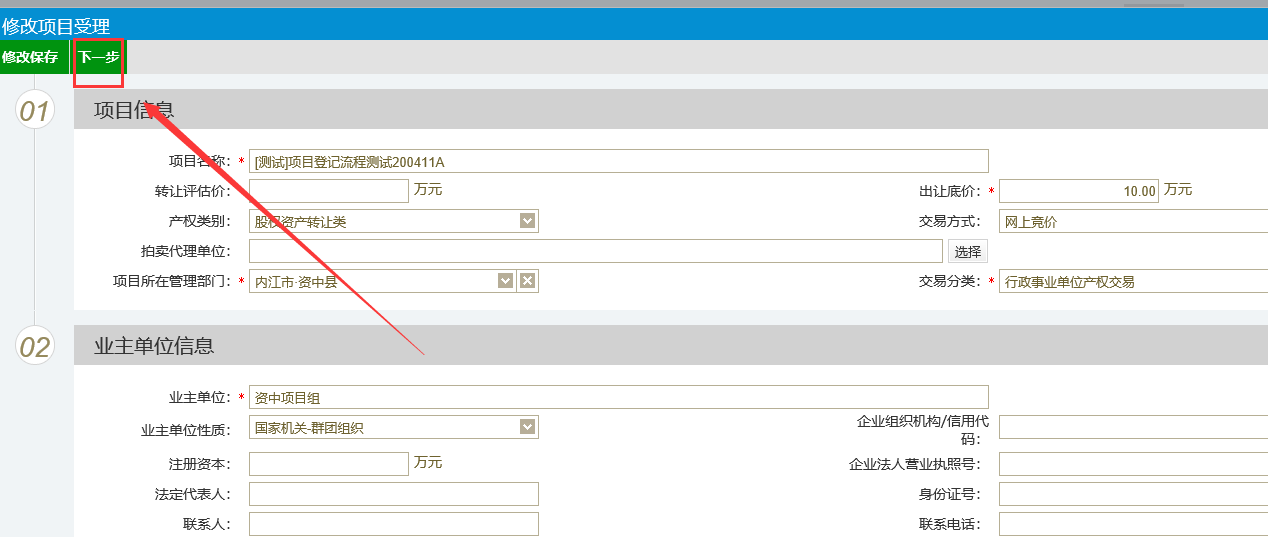 修改项目受理
修改保存 下一步
01 项目信息
项目名称：* [测试]项目登记流程测试200411A
转让评估价： 万元 出让底价：* 10.00 万元
产权类别： 股权资产转让类 交易方式： 网上竞价
拍卖代理单位： 选择
项目所在管理部门：* 内江市·资中县 交易分类：* 行政事业单位产权交易
02 业主单位信息
业主单位：* 资中项目组
业主单位性质： 国家机关-群团组织 企业组织机构/信用代
码：
注册资本： 万元 企业法人营业执照号：
法定代表人： 身份证号：
联系人： 联系电话：